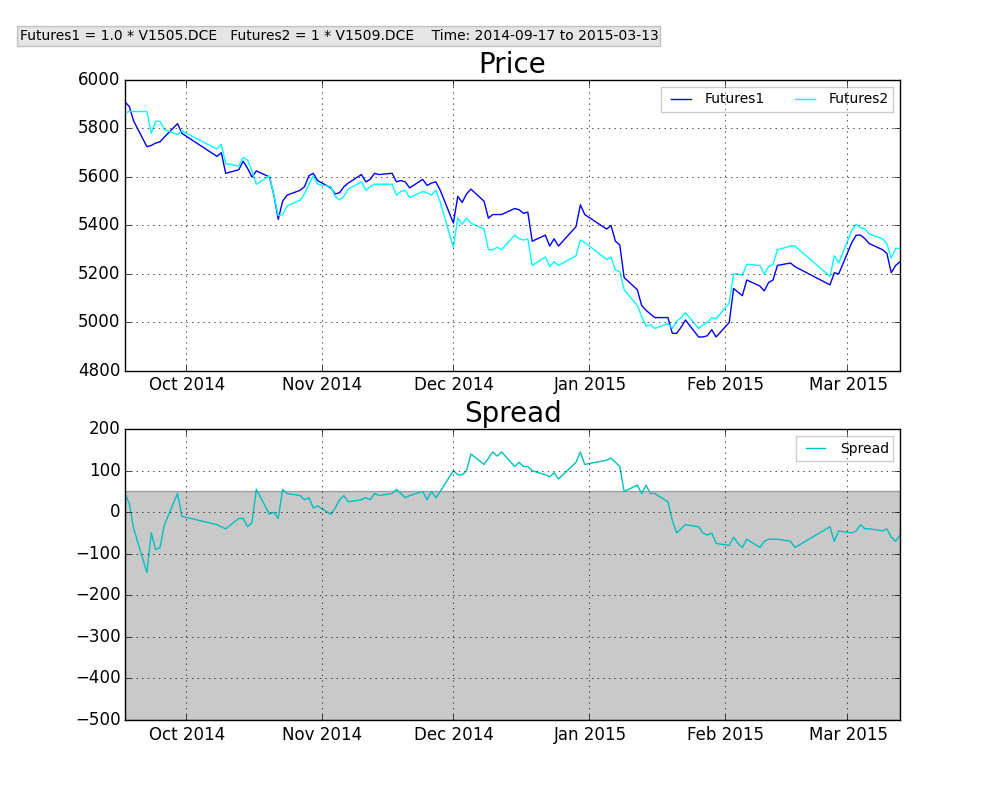 Futures1 = 1.0 * V1505.DCE   Futures2 = 1 * V1509.DCE    Time: 2014-09-17 to 2015-03-13
Price
6000
5800
5600
5400
5200
5000
4800
Futures1 Futures2
Oct 2014 Nov 2014 Dec 2014 Jan 2015 Feb 2015 Mar 2015
Spread
200
100
0
−100
−200
−300
−400
−500
Spread
Oct 2014 Nov 2014 Dec 2014 Jan 2015 Feb 2015 Mar 2015